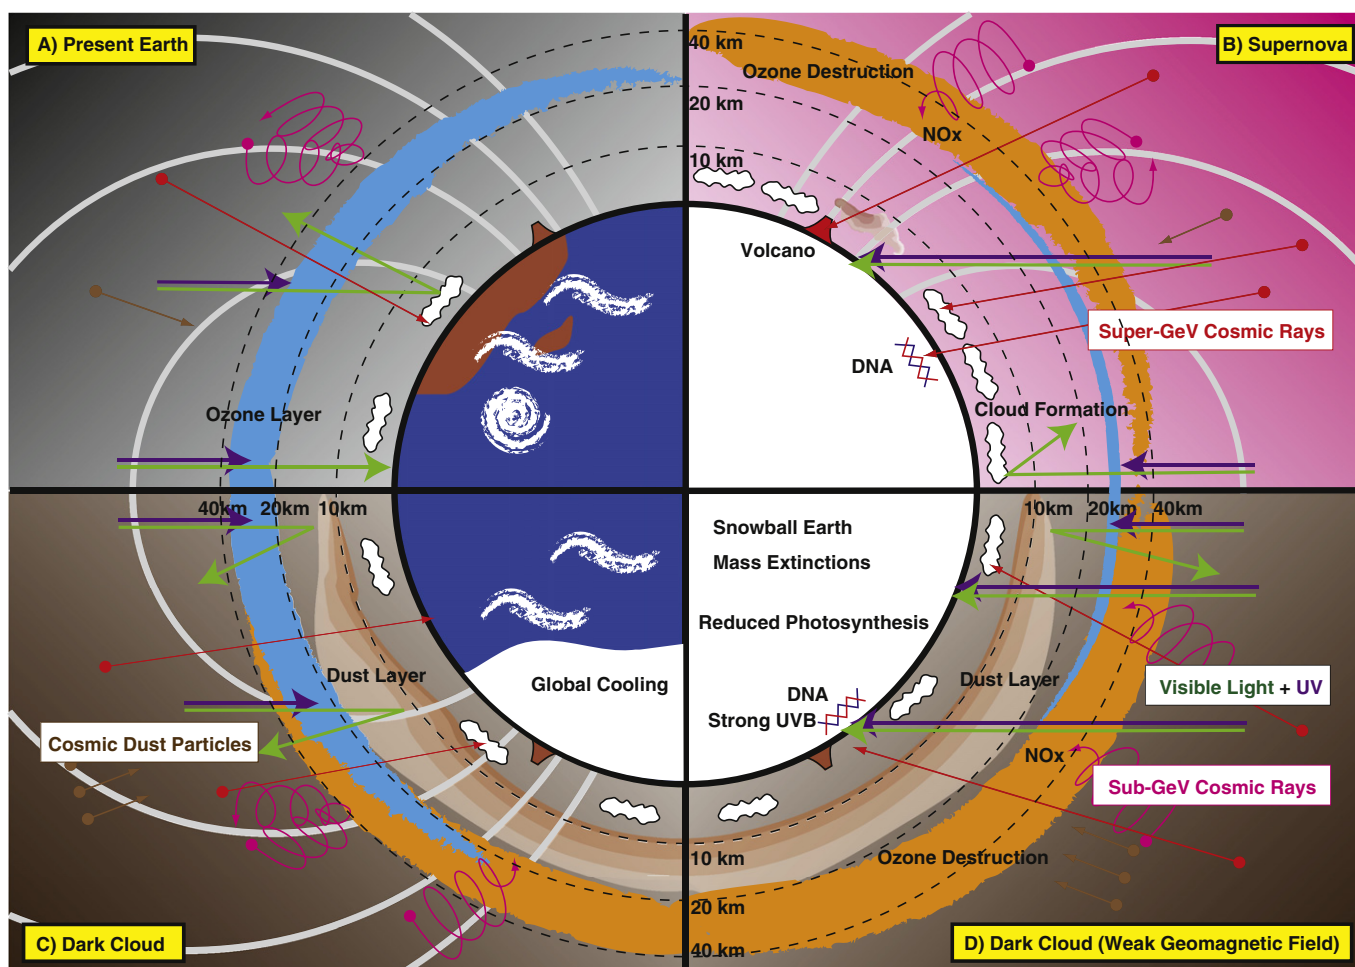 A) Present Earth
B) Supernova
40 km
Ozone Destruction
20 km
NOx
10 km
Volcano
Super-GeV Cosmic Rays
DNA
Ozone Layer
Cloud Formation
40km 20km 10km
10km 20km 40km
Snowball Earth
Mass Extinctions
Reduced Photosynthesis
Dust Layer
Global Cooling
Dust Layer
Visible Light + UV
DNA
Strong UVB
Cosmic Dust Particles
NOx
Sub-GeV Cosmic Rays
10 km
Ozone Destruction
20 km
40 km
C) Dark Cloud
D) Dark Cloud (Weak Geomagnetic Field)